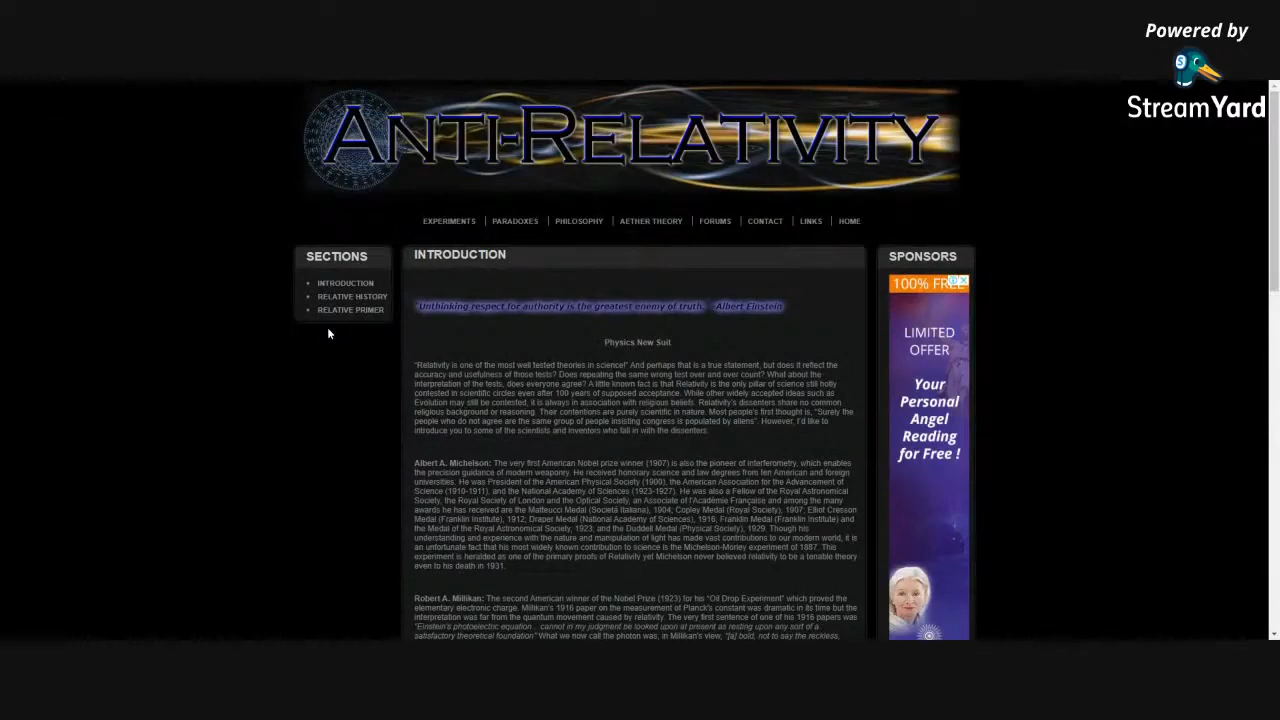 Powered by
StreamYard
ANTI-RELATIVITY
EXPERIMENTS
PARADOXES
PHILOSOPHY
AETHER THEORY
FORUMS
CONTACT
LINKS
HOME
SECTIONS
INTRODUCTION
RELATIVE HISTORY
RELATIVE PRIMER
INTRODUCTION
"Unthinking respect for authority is the greatest enemy of truth. -Albert Einstein
Physics New Suit
"Relativity is one of the most well tested theories in science!" And perhaps that is a true statement, but does it reflect the
accuracy and usefulness of those tests? Does repeating the same wrong test over and over count? What about the
interpretation of the tests, does everyone agree? A little known fact is that Relativity is the only pillar of science still hotly
contested in scientific circles even after 100 years of supposed acceptance. While other widely accepted ideas such as
Evolution may still be contested, it is always in association with religious beliefs. Relativity's dissenters share no common
religious background or reasoning. Their contentions are purely scientific in nature. Most people's first thought is, "Surely the
people who do not agree are the same group of people insisting congress is populated by aliens". However, I'd like to
introduce you to some of the scientists and inventors who fall in with the dissenters.
Albert A. Michelson: The very first American Nobel prize winner (1907) is also the pioneer of interferometry, which enables
the precision guidance of modern weaponry. He received honorary science and law degrees from ten American and foreign
universities. He was President of the American Physical Society (1900), the American Association for the Advancement of
Science (1910-1911), and the National Academy of Sciences (1923-1927). He was also a Fellow of the Royal Astronomical
Society, the Royal Society of London and the Optical Society, an Associate of l'Académie Française and among the many
awards he has received are the Matteucci Medal (Societá Italiana), 1904; Copley Medal (Royal Society), 1907; Elliot Cresson
Medal (Franklin Institute), 1912; Draper Medal (National Academy of Sciences), 1916; Franklin Medal (Franklin Institute) and
the Medal of the Royal Astronomical Society, 1923; and the Duddell Medal (Physical Society), 1929. Though his
understanding and experience with the nature and manipulation of light has made vast contributions to our modern world, it is
an unfortunate fact that his most widely known contribution to science is the Michelson-Morley experiment of 1887. This
experiment is heralded as one of the primary proofs of Relativity yet Michelson never believed relativity to be a tenable theory
even to his death in 1931.
Robert A. Millikan: The second American winner of the Nobel Prize (1923) for his "Oil Drop Experiment" which proved the
elementary electronic charge. Millikan's 1916 paper on the measurement of Planck's constant was dramatic in its time but the
interpretation was far from the quantum movement caused by relativity. The very first sentence of one of his 1916 papers was
"Einstein's photoelectric equation .. cannot in my judgment be looked upon at present as resting upon any sort of a
satisfactory theoretical foundation" What we now call the photon was, in Millikan's view, "[a] bold, not to say the reckless,
SPONSORS
100% FREE
LIMITED
OFFER
Your
Personal
Angel
Reading
for Free !